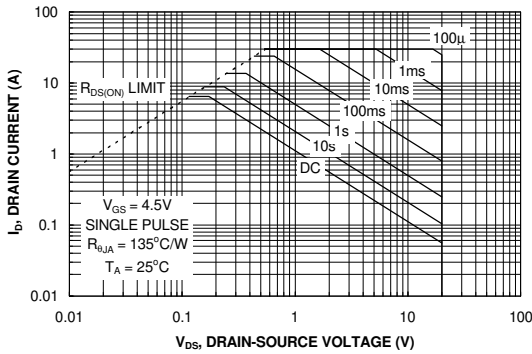 100
10
1
0.1
0.01
I_D, DRAIN CURRENT (A)
100µ
1ms
10ms
100ms
1s
10s
DC
R_DS(ON) LIMIT
V_GS = 4.5V
SINGLE PULSE
R_θJA = 135°C/W
T_A = 25°C
0.01 0.1 1 10 100
V_DS, DRAIN-SOURCE VOLTAGE (V)